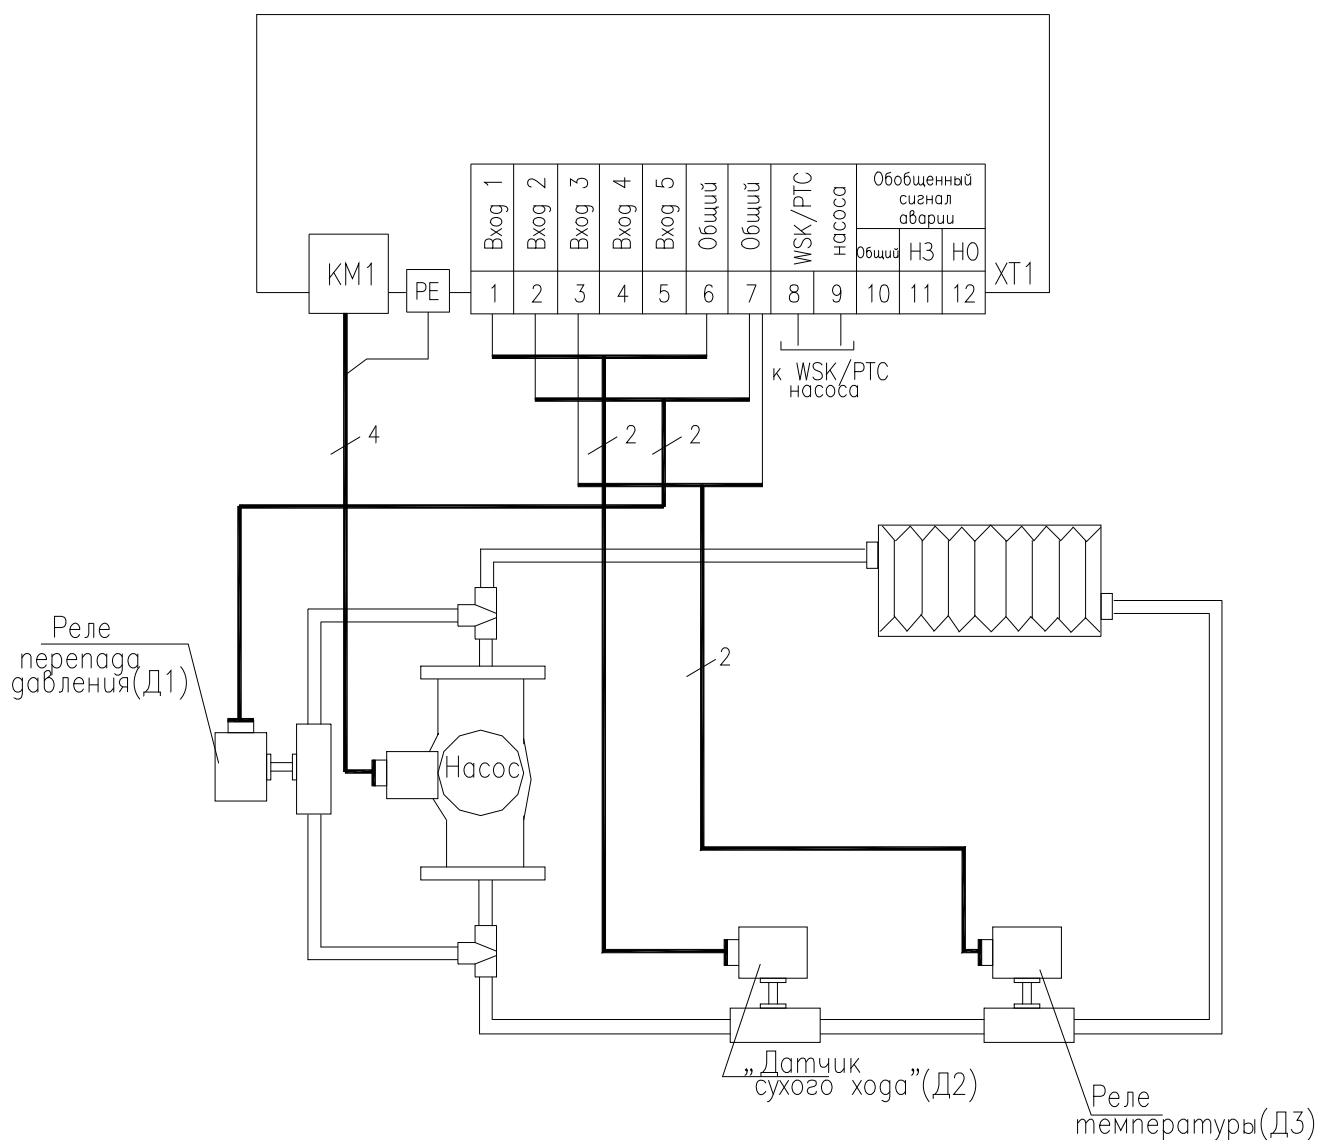 Вход 1
Вход 2
Вход 3
Вход 4
Вход 5
Общий
Общий
WSK/PTC
насоса
Обобщенный
сигнал
аварии
Общий
НЗ
НО
КМ1
PE
1
2
3
4
5
6
7
8
9
10
11
12
XT1
к WSK/PTC
насоса
4
2
2
2
Реле
перепада
давления(Д1)
Насос
„Датчик
сухого хода”(Д2)
Реле
температуры(Д3)